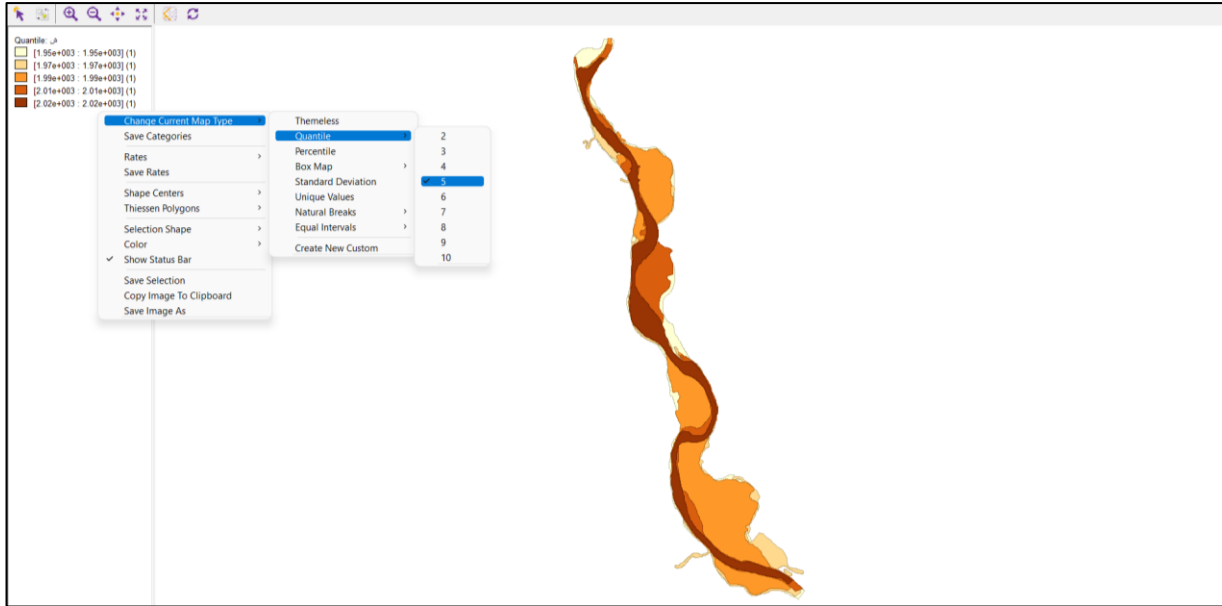 Quantile: ل
[1.95e+003 : 1.95e+003] (1)
[1.97e+003 : 1.97e+003] (1)
[1.99e+003 : 1.99e+003] (1)
[2.01e+003 : 2.01e+003] (1)
[2.02e+003 : 2.02e+003] (1)
Change Current Map Type
Save Categories
Rates
Save Rates
Shape Centers
Thiessen Polygons
Selection Shape
Color
Show Status Bar
Save Selection
Copy Image To Clipboard
Save Image As
Themeless
Quantile
Percentile
Box Map
Standard Deviation
Unique Values
Natural Breaks
Equal Intervals
Create New Custom
2
3
4
5
6
7
8
9
10